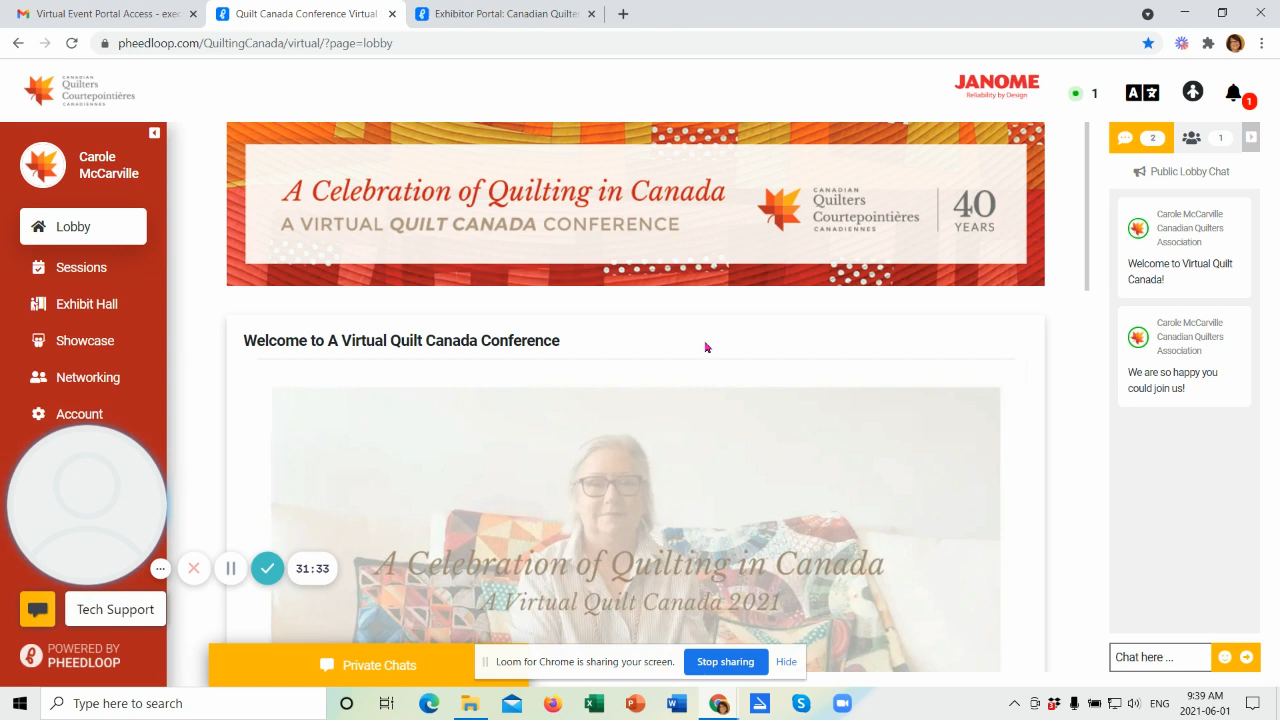 Virtual Portal Access - exec
Quilt Canada Conference Virtual
Exhibitor Portal: Canadian Quilte
pheedloop.com/QuiltingCanada/virtual/?page=lobby
CANADIAN
Quilters
Courtepointières
CANADIENNES
JANOME
Reliability by Design
1
1
Carole
McCarville
Lobby
Sessions
Exhibit Hall
Showcase
Networking
Account
31:33
Tech Support
POWERED BY
PHEEDLOOP
A Celebration of Quilting in Canada
A VIRTUAL QUILT CANADA CONFERENCE
CANADIAN
Quilters
Courtepointières
CANADIENNES
40
YEARS
Welcome to A Virtual Quilt Canada Conference
A Celebration of Quilting in Canada
A Virtual Quilt Canada 2021
Private Chats
Loom for Chrome is sharing your screen.
Stop sharing
Hide
2
1
Public Lobby Chat
Carole McCarville
Canadian Quilters
Association
Welcome to Virtual Quilt
Canada!
Carole McCarville
Canadian Quilters
Association
We are so happy you
could join us!
Chat here ...
Type here to search
ENG
9:39 AM
2021-06-01